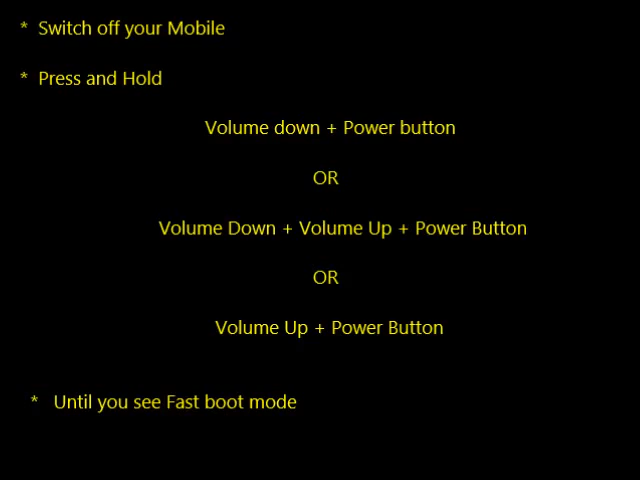 * Switch off your Mobile
* Press and Hold
Volume down + Power button
OR
Volume Down + Volume Up + Power Button
OR
Volume Up + Power Button
* Until you see Fast boot mode